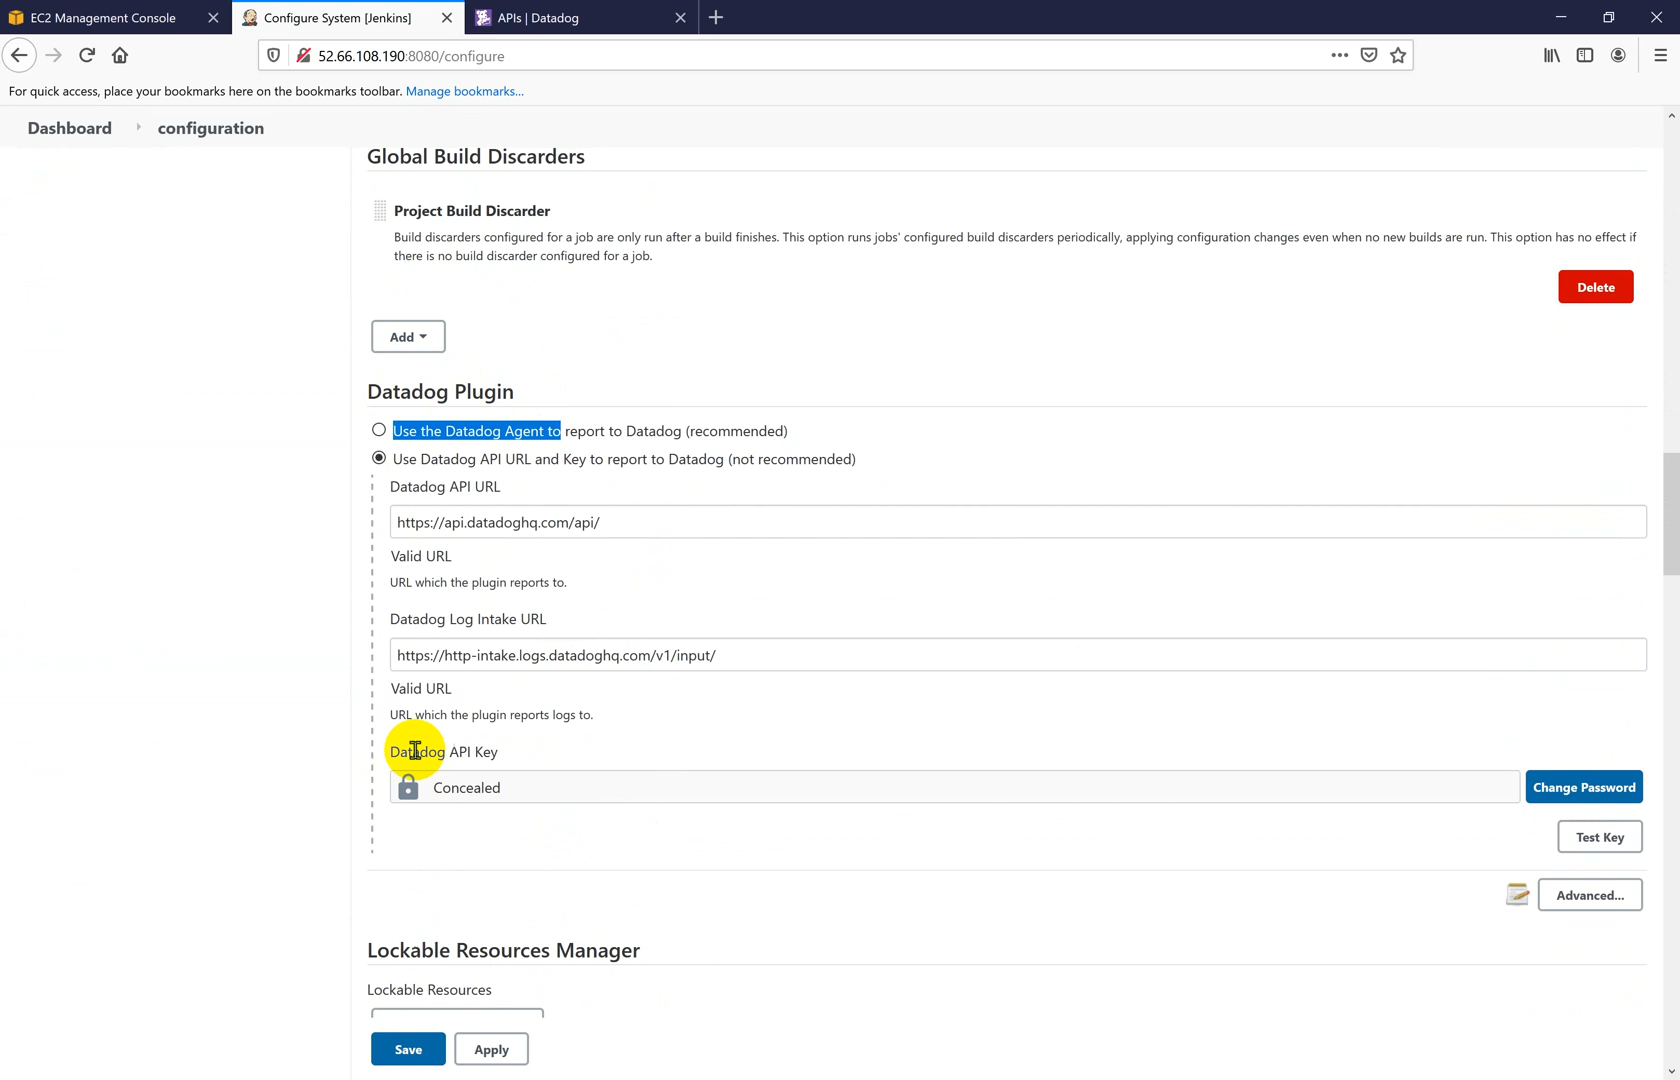 EC2 Management Console
Configure System [Jenkins]
APIs | Datadog
52.66.108.190:8080/configure
For quick access, place your bookmarks here on the bookmarks toolbar. Manage bookmarks...
Dashboard
configuration
Global Build Discarders
Project Build Discarder
Build discarders configured for a job are only run after a build finishes. This option runs jobs' configured build discarders periodically, applying configuration changes even when no new builds are run. This option has no effect if
there is no build discarder configured for a job.
Delete
Add
Datadog Plugin
Use the Datadog Agent to report to Datadog (recommended)
Use Datadog API URL and Key to report to Datadog (not recommended)
Datadog API URL
https://api.datadoghq.com/api/
Valid URL
URL which the plugin reports to.
Datadog Log Intake URL
https://http-intake.logs.datadoghq.com/v1/input/
Valid URL
URL which the plugin reports logs to.
Datadog API Key
Concealed
Change Password
Test Key
Advanced...
Lockable Resources Manager
Lockable Resources
Save
Apply